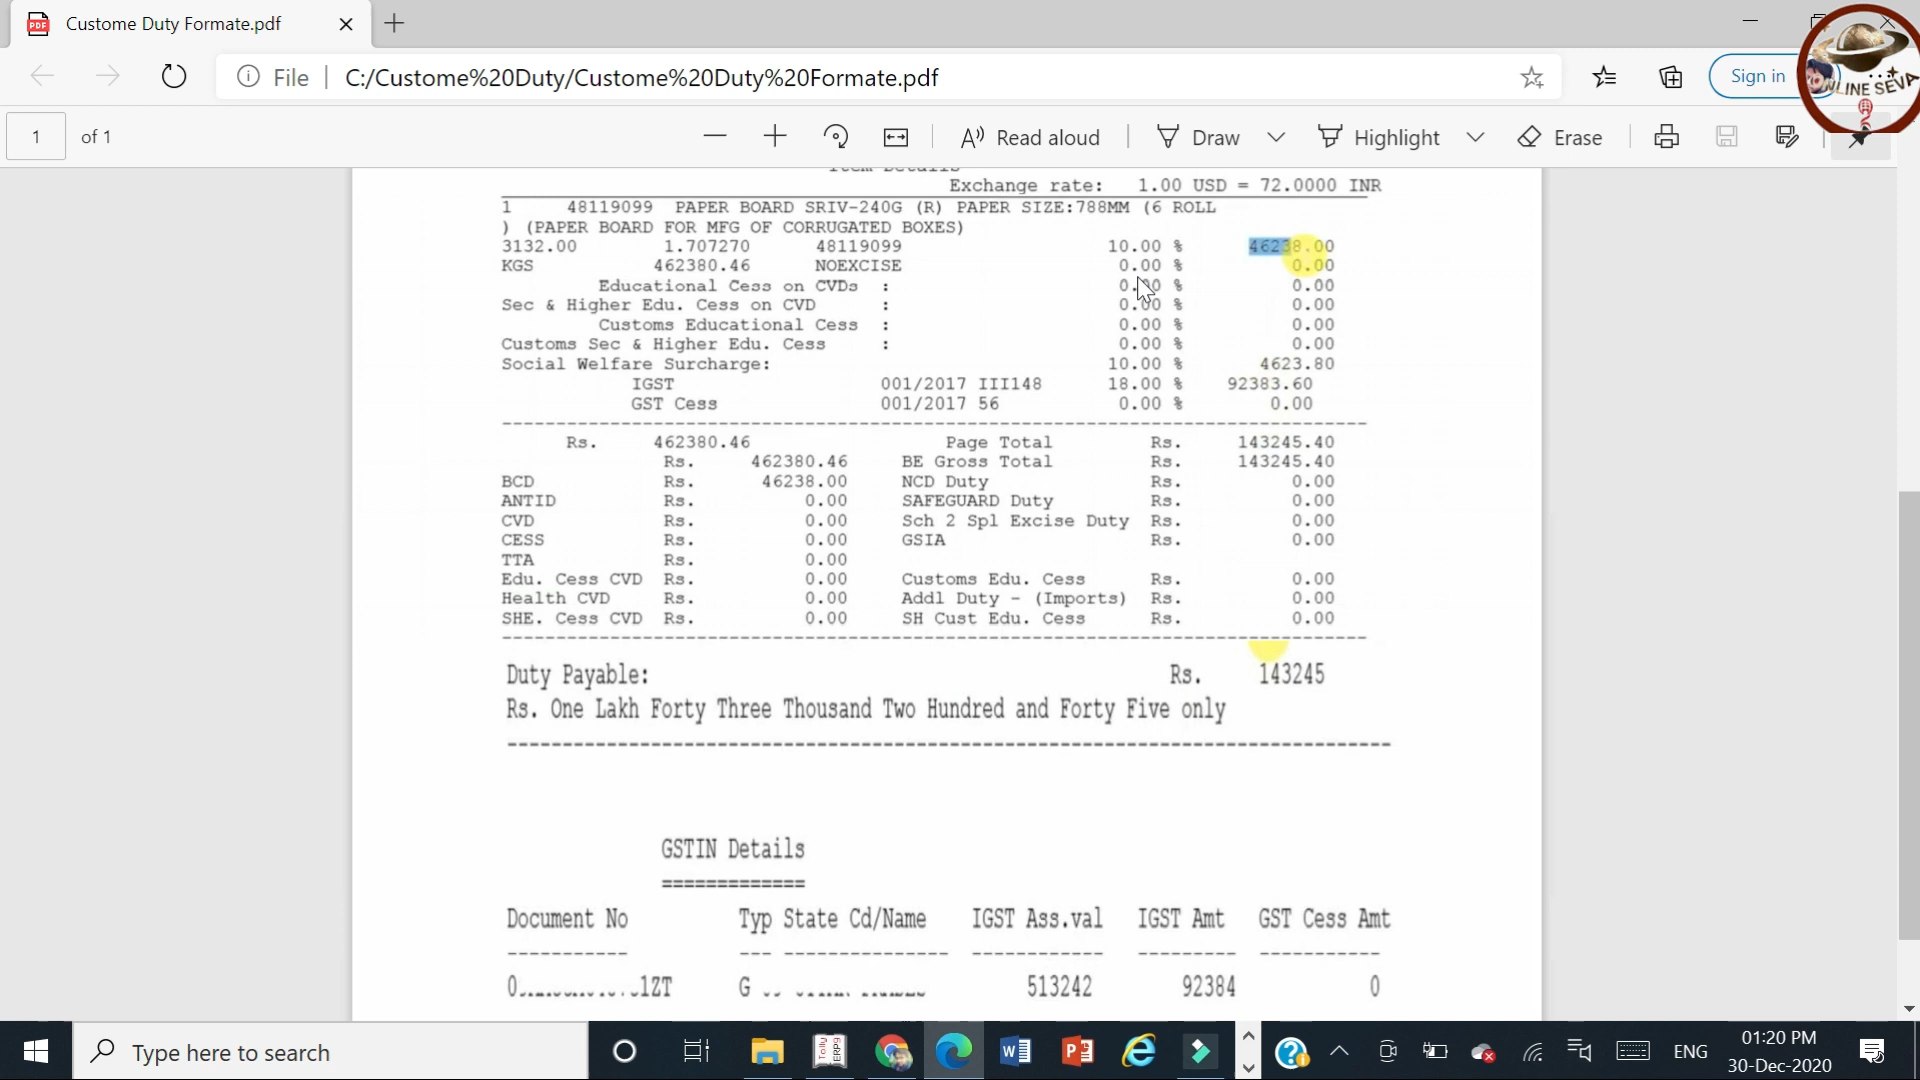 Custome Duty Formate.pdf
File
C:/Custome%20Duty/Custome%20Duty%20Formate.pdf
Sign in
NLINE SEVA
1 of 1
Read aloud
Draw
Highlight
Erase
Item Details
Exchange rate: 1.00 USD = 72.0000 INR
1 48119099 PAPER BOARD SRIV-240G (R) PAPER SIZE:788MM (6 ROLL
) (PAPER BOARD FOR MFG OF CORRUGATED BOXES)
3132.00 1.707270 48119099 10.00 % 46238.00
KGS 462380.46 NOEXCISE 0.00 % 0.00
Educational Cess on CVDs : 0.00 % 0.00
Sec & Higher Edu. Cess on CVD : 0.00 % 0.00
Customs Educational Cess : 0.00 % 0.00
Customs Sec & Higher Edu. Cess : 0.00 % 0.00
Social Welfare Surcharge: 10.00 % 4623.80
IGST 001/2017 III148 18.00 % 92383.60
GST Cess 001/2017 56 0.00 % 0.00
Rs. 462380.46 Page Total Rs. 143245.40
Rs. 462380.46 BE Gross Total Rs. 143245.40
BCD Rs. 46238.00 NCD Duty Rs. 0.00
ANTID Rs. 0.00 SAFEGUARD Duty Rs. 0.00
CVD Rs. 0.00 Sch 2 Spl Excise Duty Rs. 0.00
CESS Rs. 0.00 GSIA Rs. 0.00
TTA Rs. 0.00
Edu. Cess CVD Rs. 0.00 Customs Edu. Cess Rs. 0.00
Health CVD Rs. 0.00 Addl Duty - (Imports) Rs. 0.00
SHE. Cess CVD Rs. 0.00 SH Cust Edu. Cess Rs. 0.00
Duty Payable: Rs. 143245
Rs. One Lakh Forty Three Thousand Two Hundred and Forty Five only
GSTIN Details
Document No Typ State Cd/Name IGST Ass.val IGST Amt GST Cess Amt
1ZT G 513242 92384 0
Type here to search
Tally ERP9
ENG
01:20 PM
30-Dec-2020